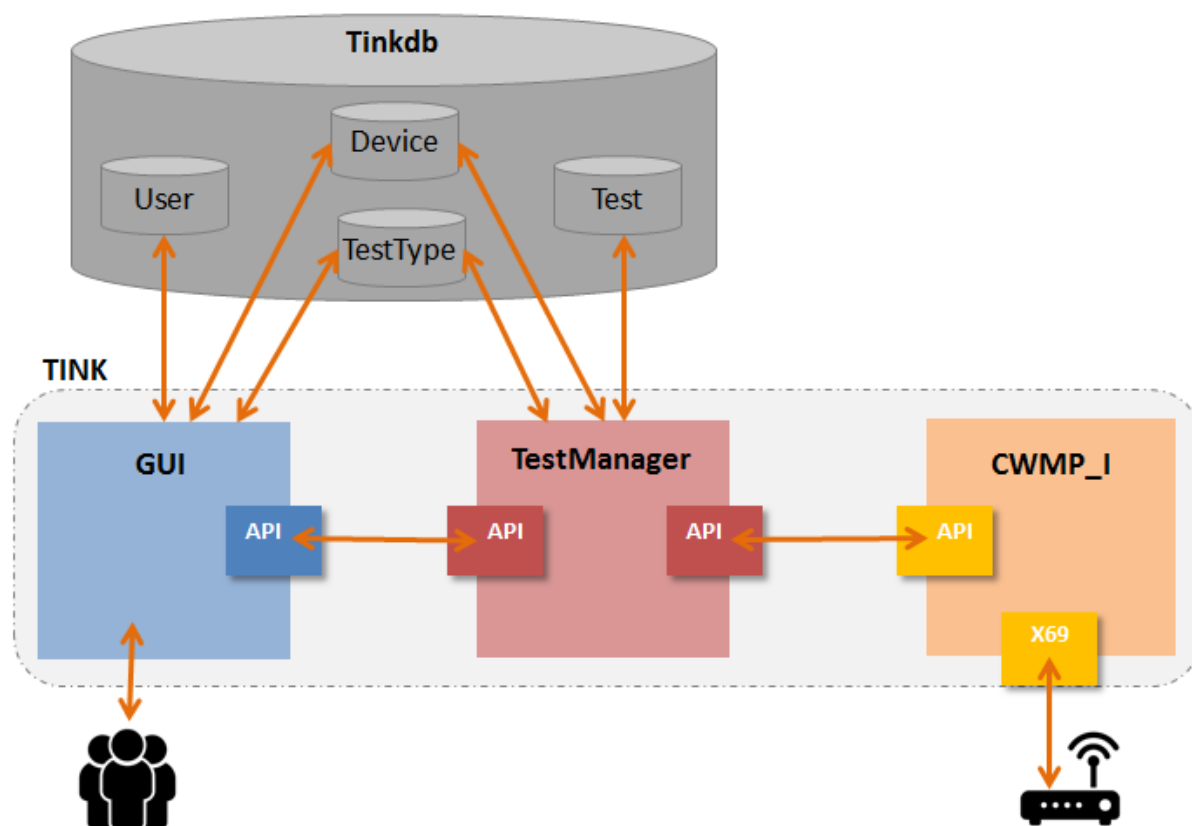 Tinkdb
Device
User
Test
TestType
TINK
GUI
TestManager
CWMP_I
API
API
API
API
X69